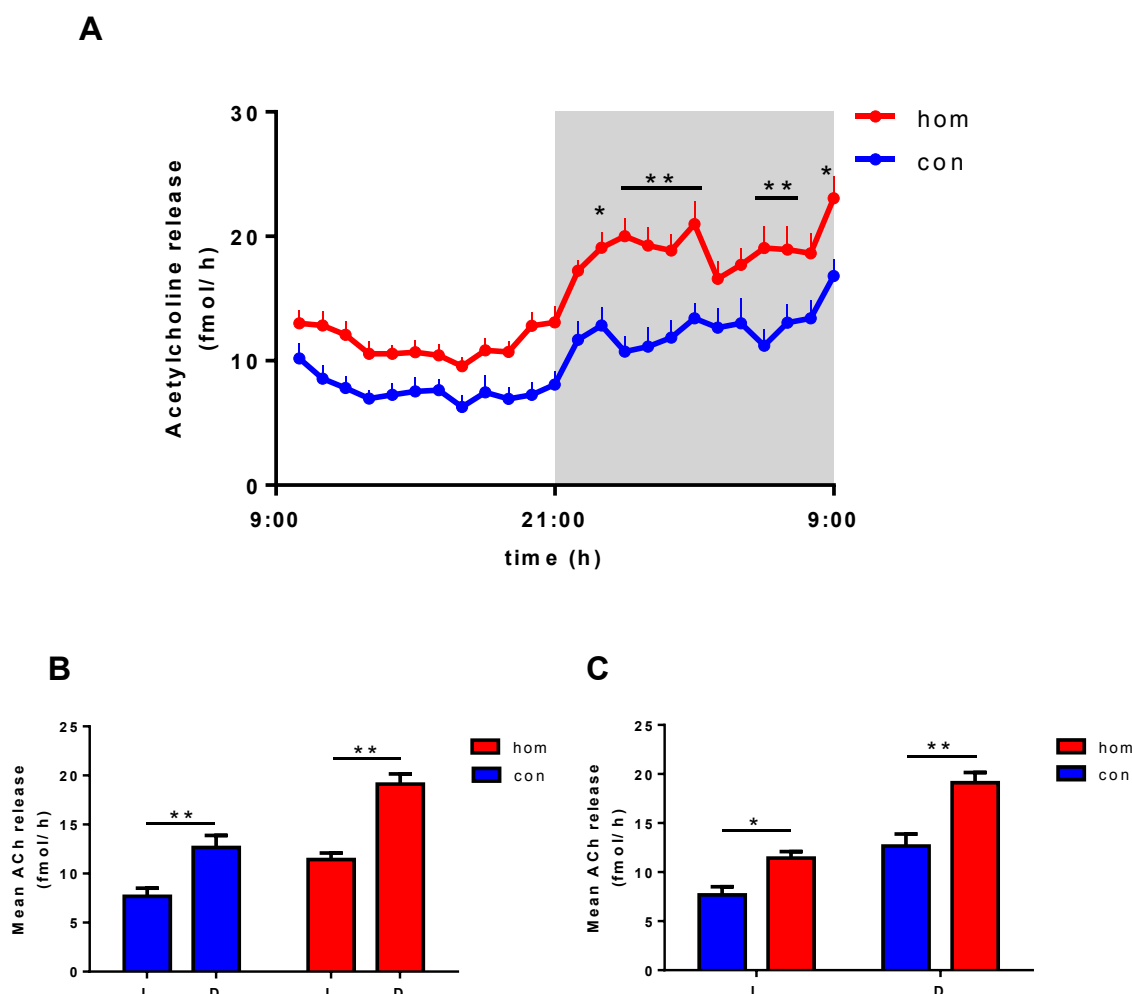 A
Acetylcholine release
(fmol/h)
30
20
10
0
*
**
**
*
hom
con
9:00
21:00
9:00
time (h)
B
Mean ACh release
(fmol/h)
25
20
15
10
5
0
**
**
hom
con
C
Mean ACh release
(fmol/h)
25
20
15
10
5
0
*
**
hom
con